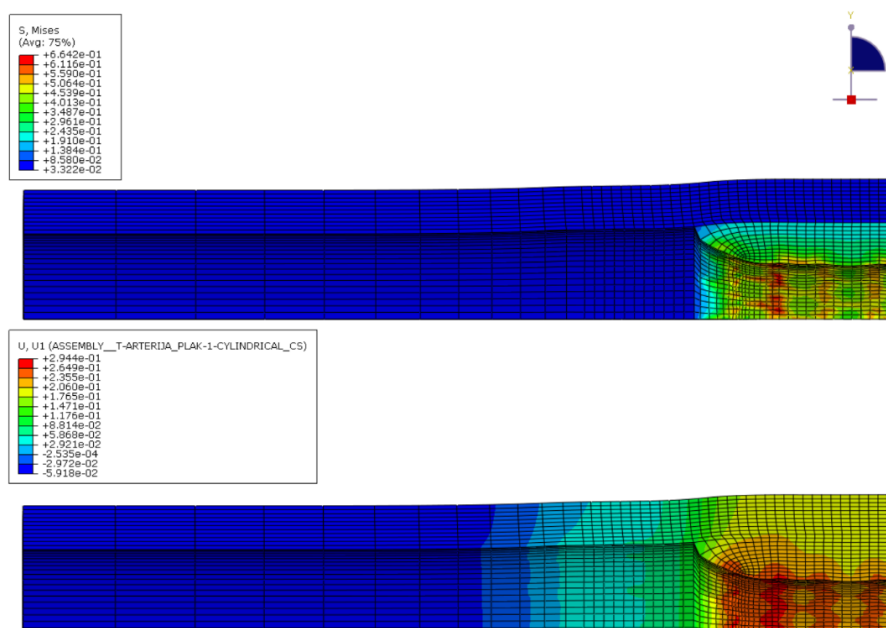 S, Mises
(Avg: 75%)
+6.642e-01
+6.116e-01
+5.590e-01
+5.064e-01
+4.539e-01
+4.013e-01
+3.487e-01
+2.961e-01
+2.435e-01
+1.910e-01
+1.384e-01
+8.580e-02
+3.322e-02
Y
Z
U, U1 (ASSEMBLY__T-ARTERIJA_PLAK-1-CYLINDRICAL_CS)
+2.944e-01
+2.649e-01
+2.355e-01
+2.060e-01
+1.765e-01
+1.471e-01
+1.176e-01
+8.814e-02
+5.868e-02
+2.921e-02
-2.535e-04
-2.972e-02
-5.918e-02